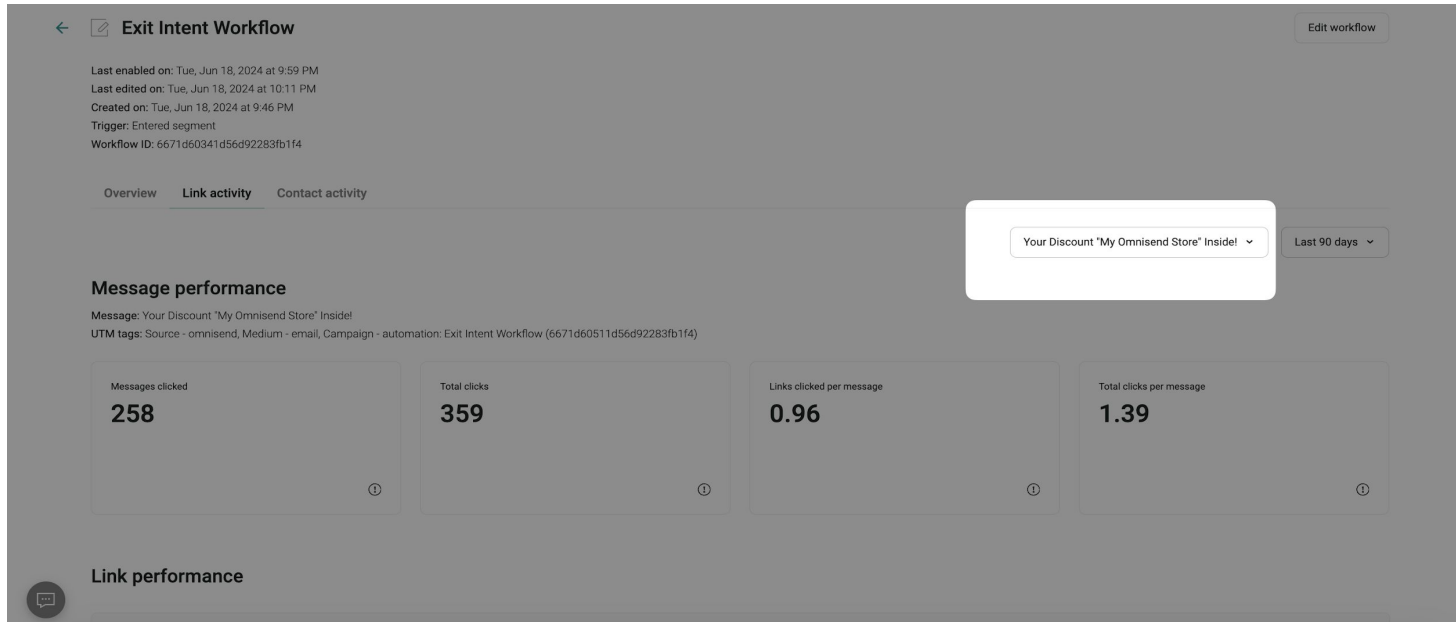 Exit Intent Workflow
Edit workflow
Last enabled on: Tue, Jun 18, 2024 at 9:59 PM
Last edited on: Tue, Jun 18, 2024 at 10:11 PM
Created on: Tue, Jun 18, 2024 at 9:46 PM
Trigger: Entered segment
Workflow ID: 6671d60341d56d92283fb1f4
Overview Link activity Contact activity
Your Discount "My Omnisend Store" Inside! Last 90 days
Message performance
Message: Your Discount "My Omnisend Store" Inside!
UTM tags: Source - omnisend, Medium - email, Campaign - automation: Exit Intent Workflow (6671d60511d56d92283fb1f4)
Messages clicked
258
Total clicks
359
Links clicked per message
0.96
Total clicks per message
1.39
Link performance